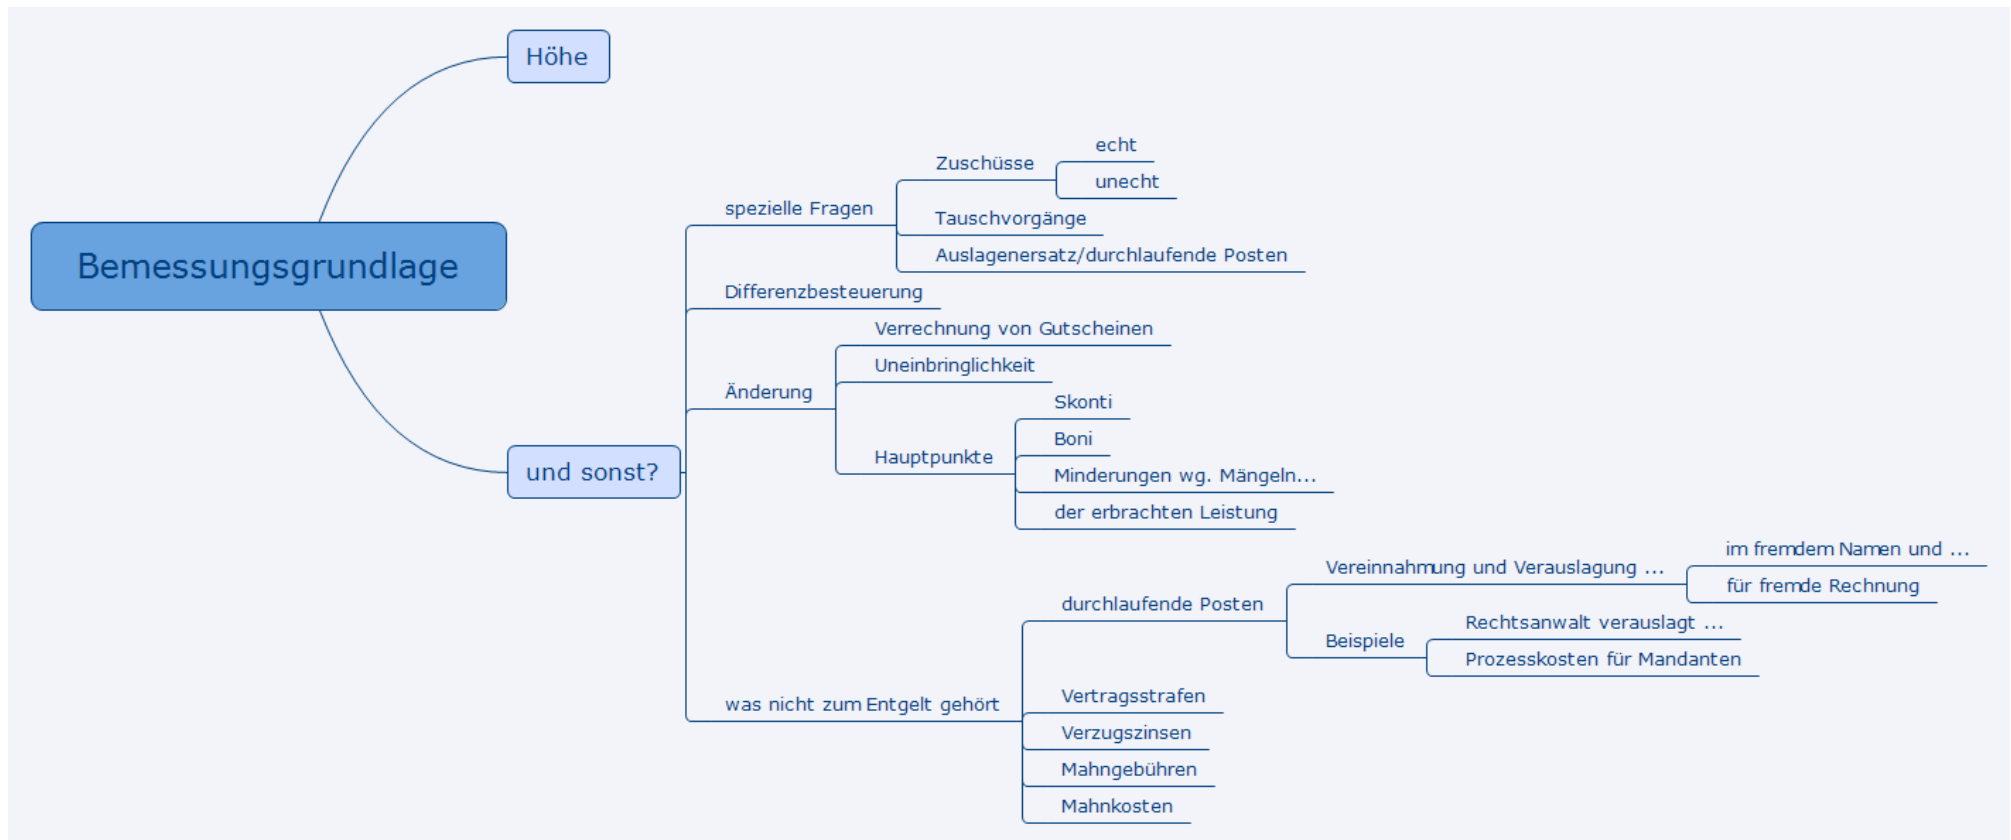 Bemessungsgrundlage
Höhe
und sonst?
spezielle Fragen
Zuschüsse
echt
unecht
Tauschvorgänge
Auslagenersatz/durchlaufende Posten
Differenzbesteuerung
Änderung
Verrechnung von Gutscheinen
Uneinbringlichkeit
Hauptpunkte
Skonti
Boni
Minderungen wg. Mängeln...
der erbrachten Leistung
was nicht zum Entgelt gehört
durchlaufende Posten
Vereinnahmung und Verauslagung ...
im fremdem Namen und ...
für fremde Rechnung
Beispiele
Rechtsanwalt verauslagt ...
Prozesskosten für Mandanten
Vertragsstrafen
Verzugszinsen
Mahngebühren
Mahnkosten